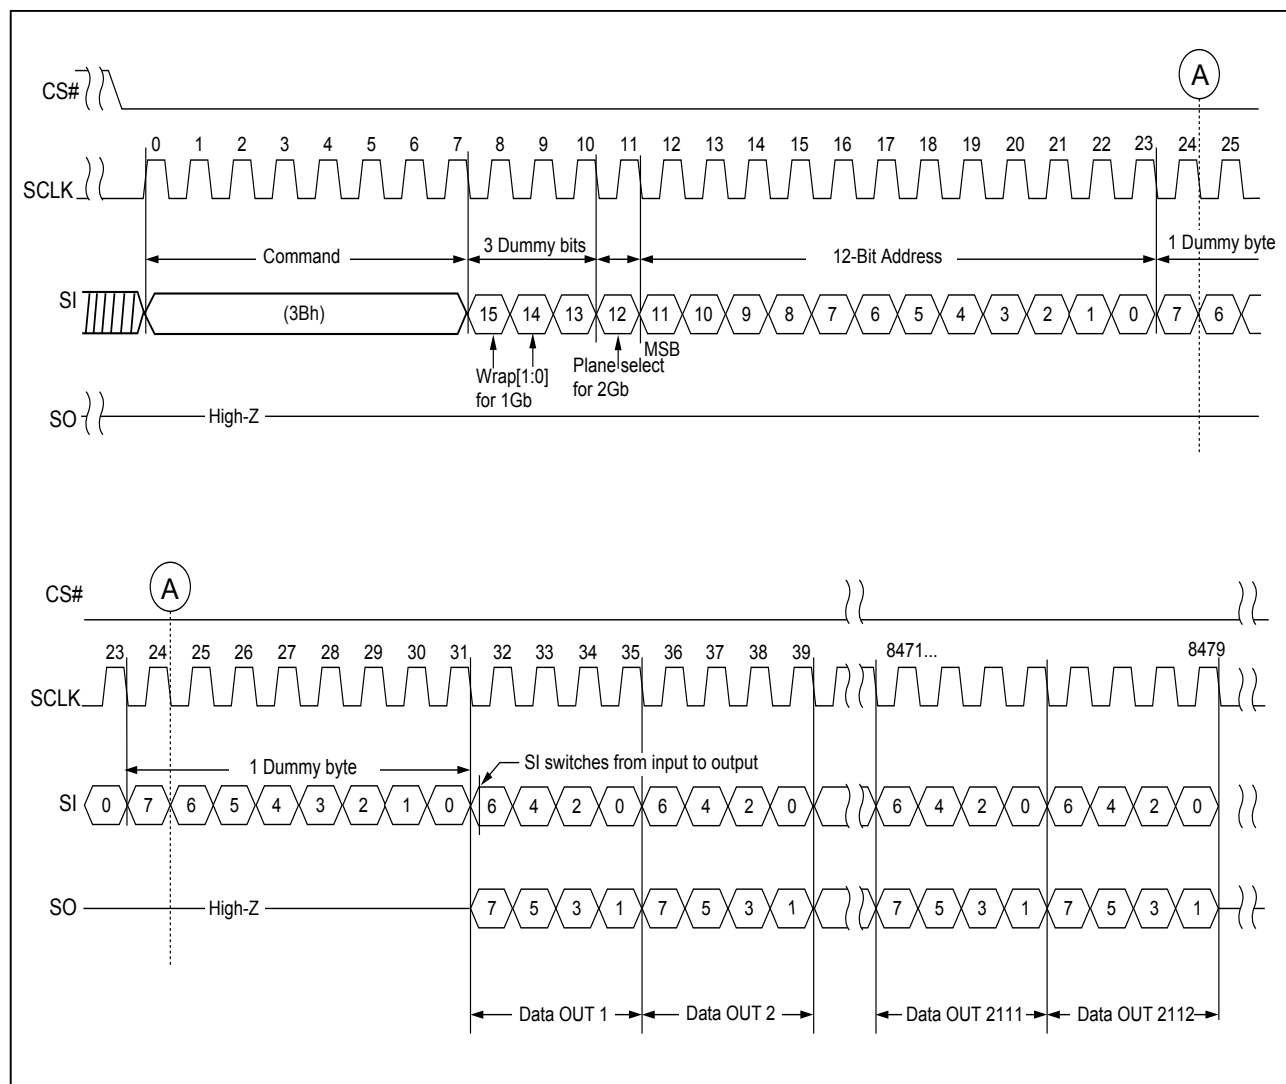 A
CS#
0 1 2 3 4 5 6 7 8 9 10 11 12 13 14 15 16 17 18 19 20 21 22 23 24 25
SCLK
Command 3 Dummy bits 12-Bit Address 1 Dummy byte
SI (3Bh) 15 14 13 12 11 10 9 8 7 6 5 4 3 2 1 0 7 6
MSB
Wrap[1:0] Plane select
for 1Gb for 2Gb
SO High-Z
A
CS#
23 24 25 26 27 28 29 30 31 32 33 34 35 36 37 38 39 8471... 8479
SCLK
1 Dummy byte SI switches from input to output
SI 0 7 6 5 4 3 2 1 0 6 4 2 0 6 4 2 0 6 4 2 0 6 4 2 0
SO High-Z 7 5 3 1 7 5 3 1 7 5 3 1 7 5 3 1
Data OUT 1 Data OUT 2 Data OUT 2111 Data OUT 2112